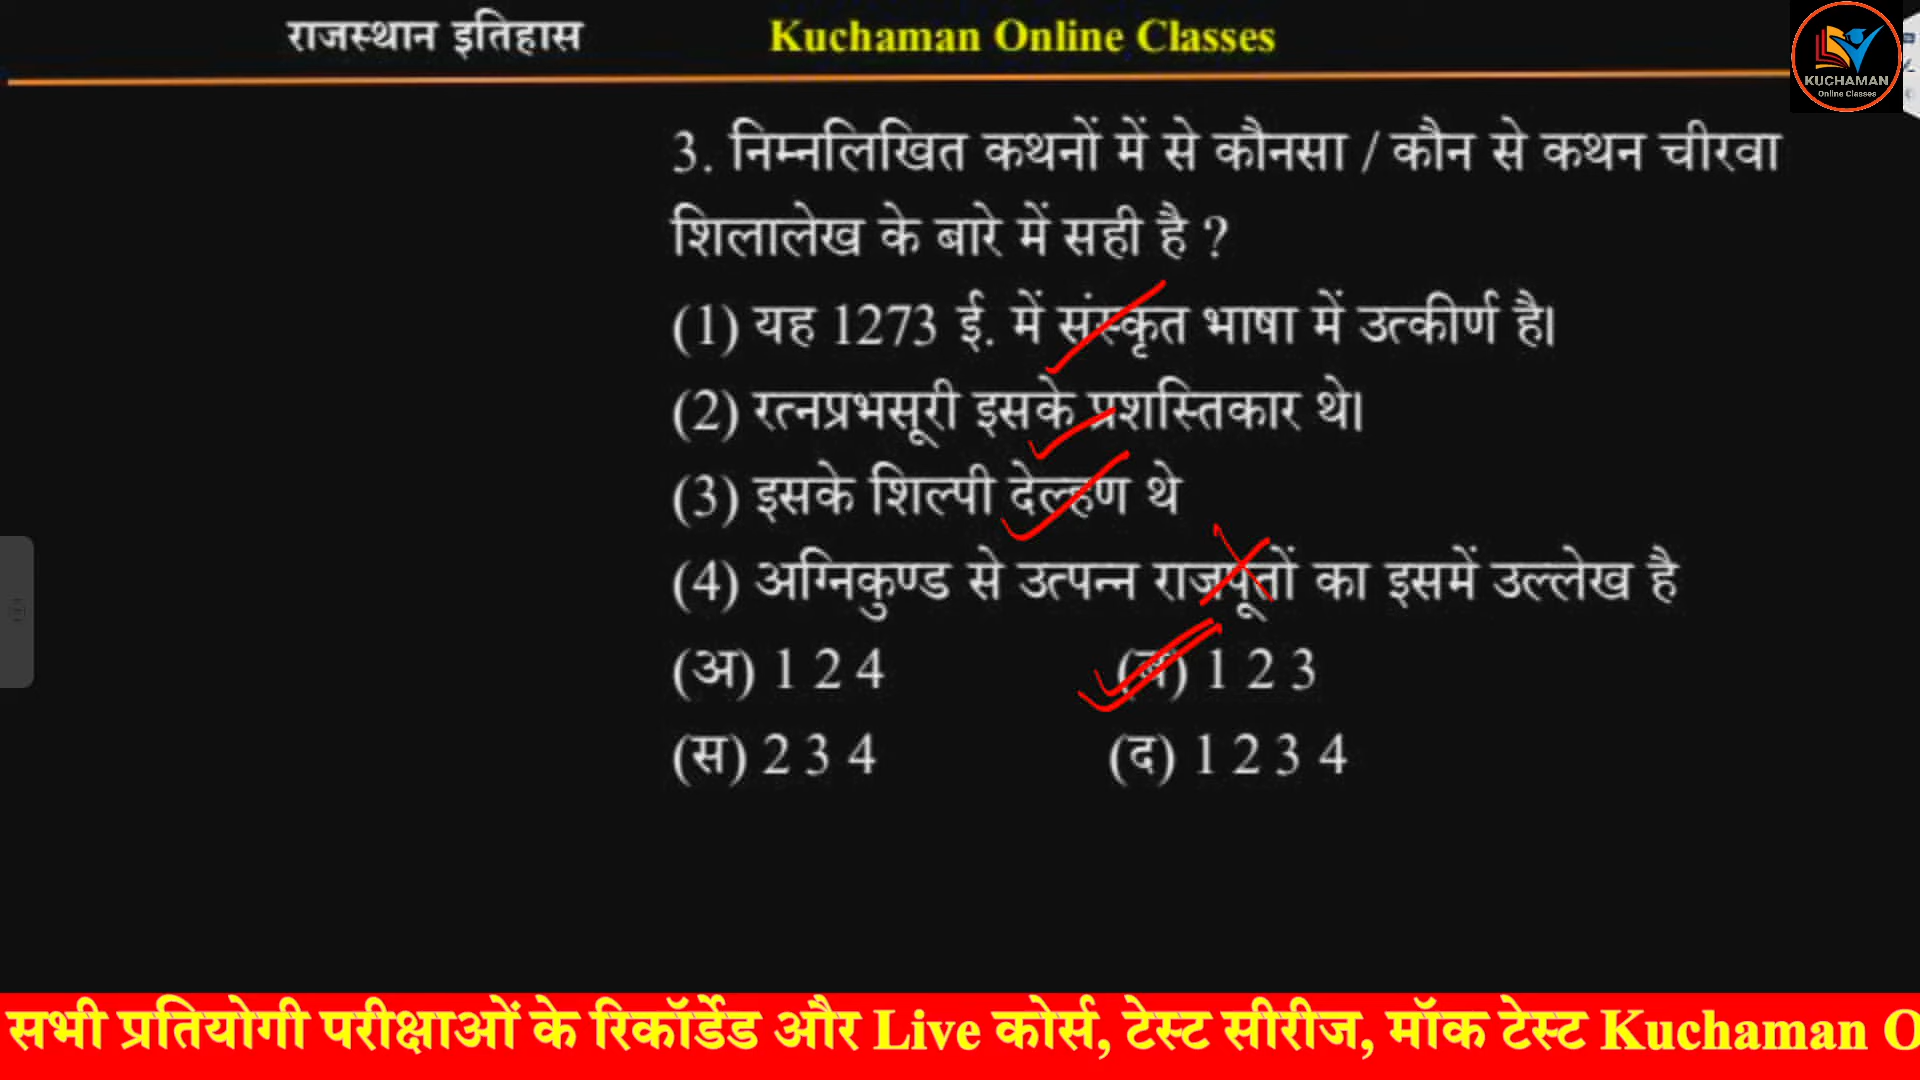 राजस्थान इतिहास
Kuchaman Online Classes
KUCHAMAN
Online Classes
3. निम्नलिखित कथनों में से कौनसा / कौन से कथन चीरवा
शिलालेख के बारे में सही है ?
(1) यह 1273 ई. में संस्कृत भाषा में उत्कीर्ण है।
(2) रत्नप्रभसूरी इसके प्रशस्तिकार थे।
(3) इसके शिल्पी देल्हण थे
(4) अग्निकुण्ड से उत्पन्न राजपूतों का इसमें उल्लेख है
(अ) 1 2 4 (ब) 1 2 3
(स) 2 3 4 (द) 1 2 3 4
सभी प्रतियोगी परीक्षाओं के रिकॉर्डेड और Live कोर्स, टेस्ट सीरीज, मॉक टेस्ट Kuchaman O